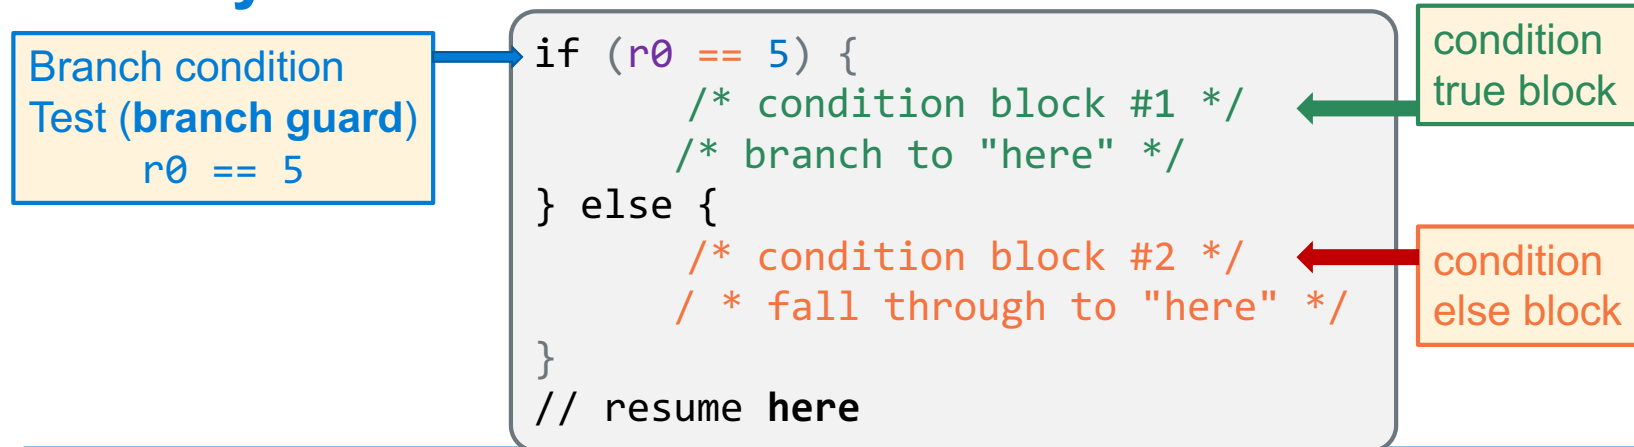 Branch condition
Test (branch guard)
r0 == 5
if (r0 == 5) {
/* condition block #1 */
/* branch to "here" */
} else {
/* condition block #2 */
/ * fall through to "here" */
}
// resume here
condition
true block
condition
else block